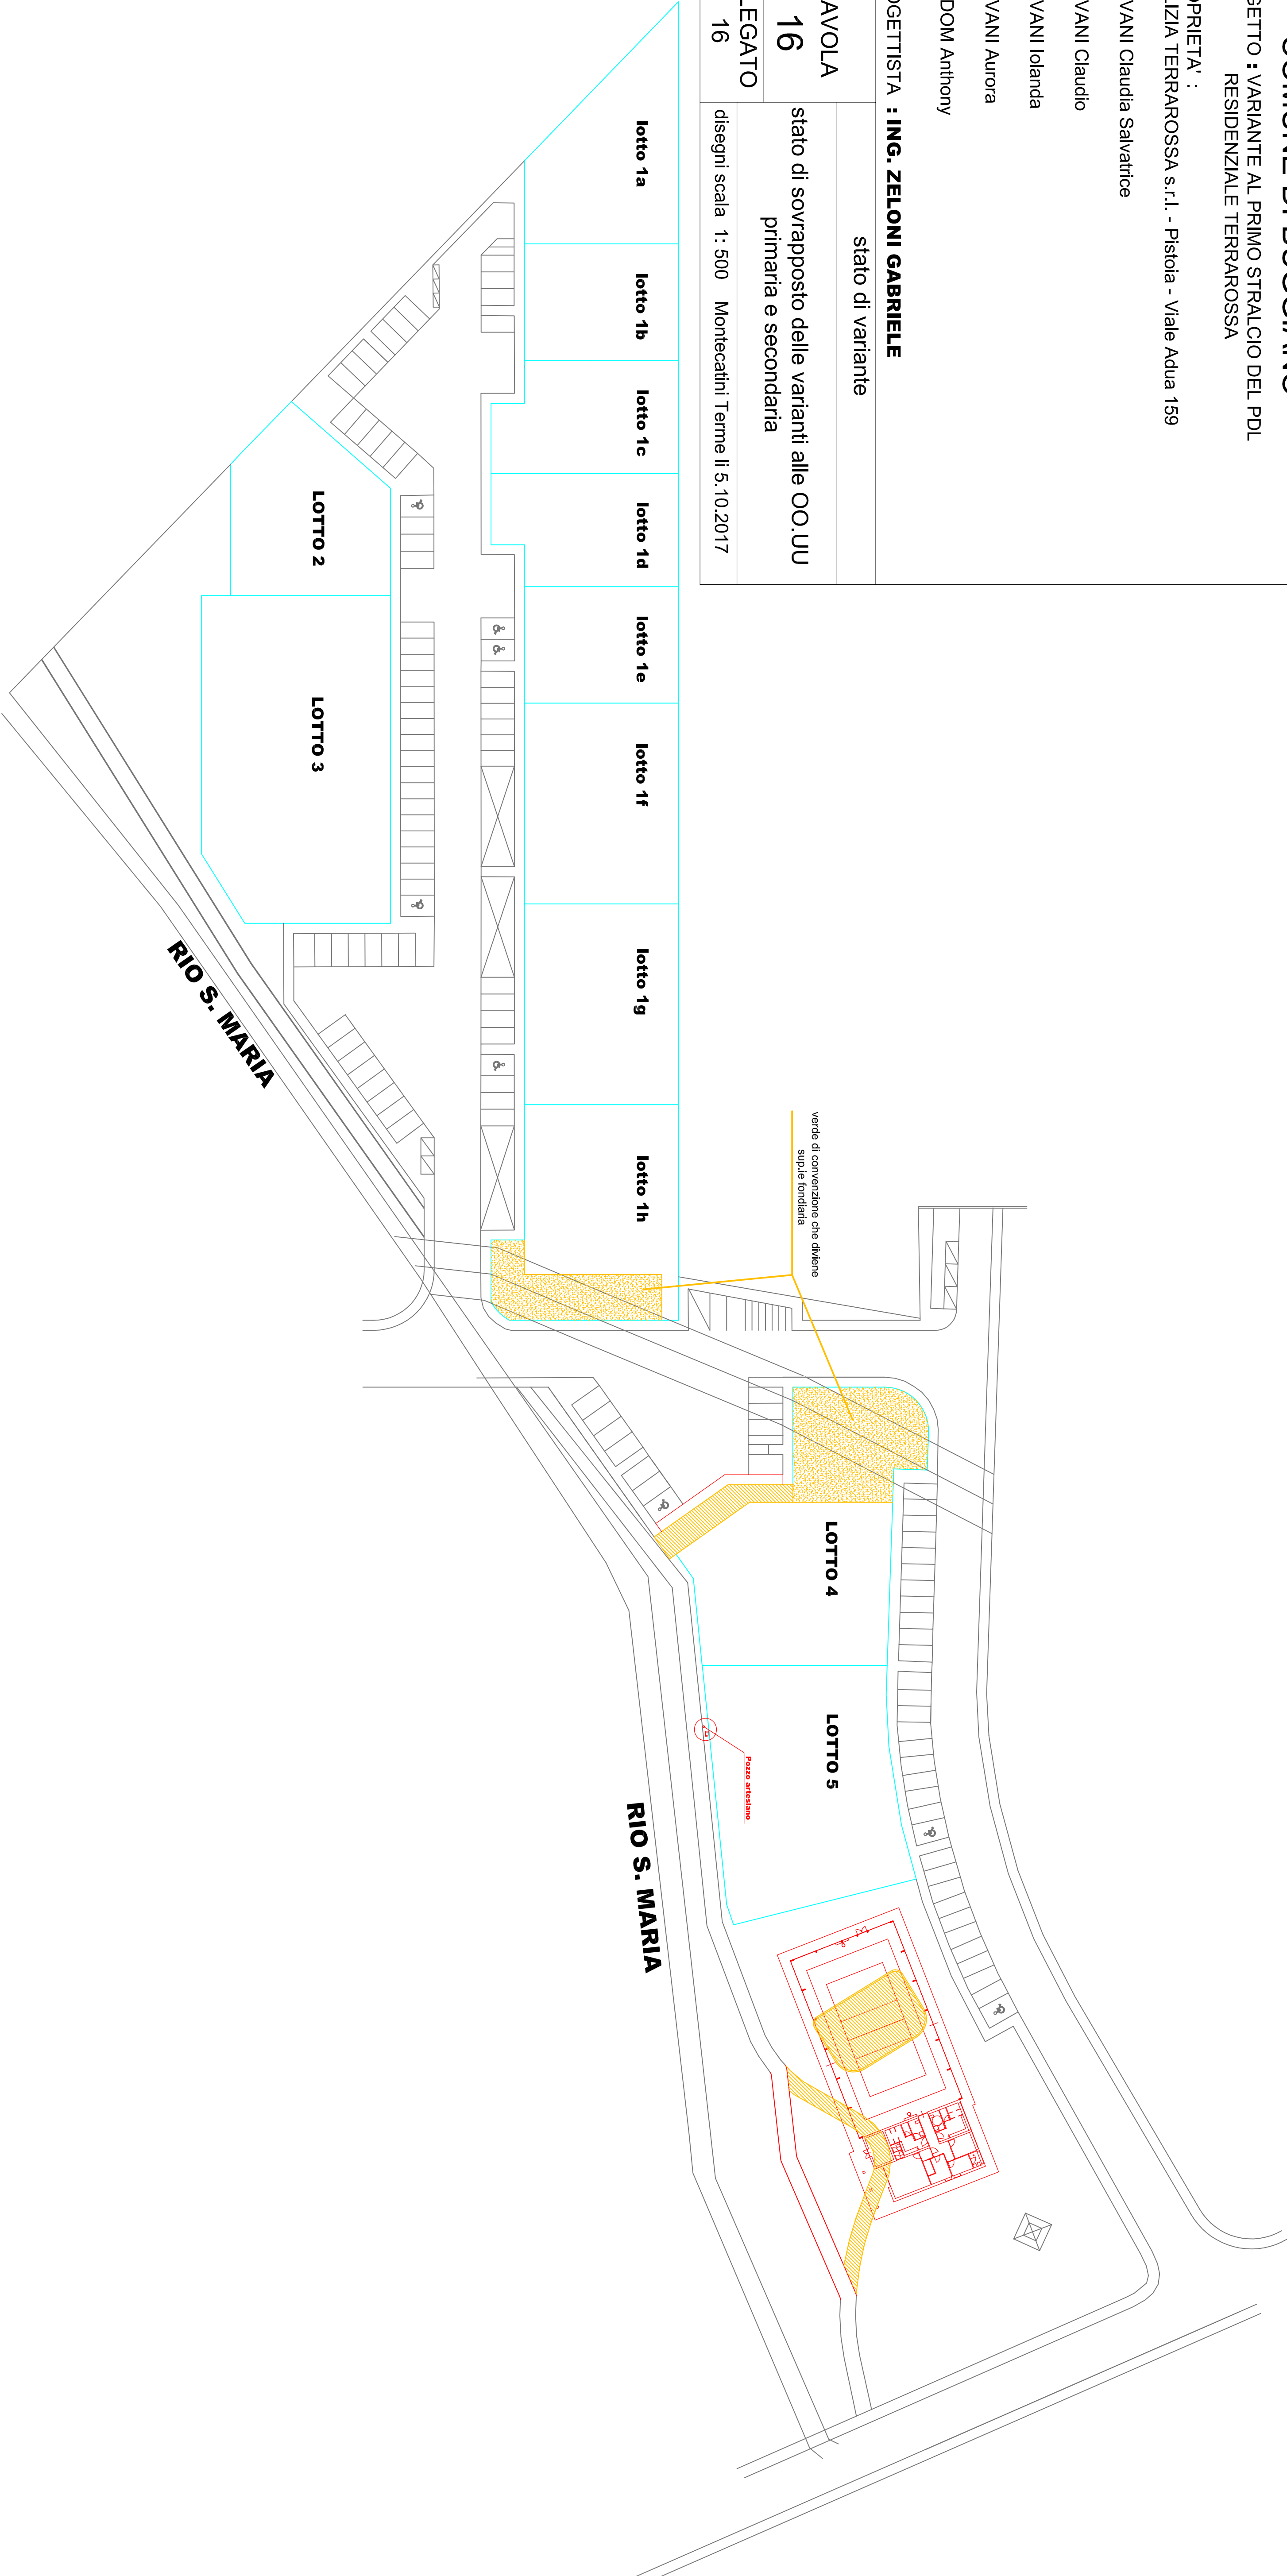 GETTO : VARIANTE AL PRIMO STRALCIO DEL PDL
RESIDENZIALE TERRAROSSA
OPRIETA' :
LIZIA TERRAROSSA s.r.l. - Pistoia - Viale Adua 159
VANI Claudia Salvatrice
VANI Claudio
VANI Iolanda
VANI Aurora
DOM Anthony
OGETTISTA : ING. ZELONI GABRIELE
stato di variante
AVOLA
16
stato di sovrapposto delle varianti alle OO.UU
primaria e secondaria
LEGATO
16
disegni scala 1: 500 Montecatini Terme li 5.10.2017
lotto 1a
lotto 1b
lotto 1c
lotto 1d
lotto 1e
lotto 1f
lotto 1g
lotto 1h
LOTTO 2
LOTTO 3
RIO S. MARIA
verde di convenzione che diviene
sup.ie fondiaria
LOTTO 4
LOTTO 5
Pozzo artesiano
RIO S. MARIA